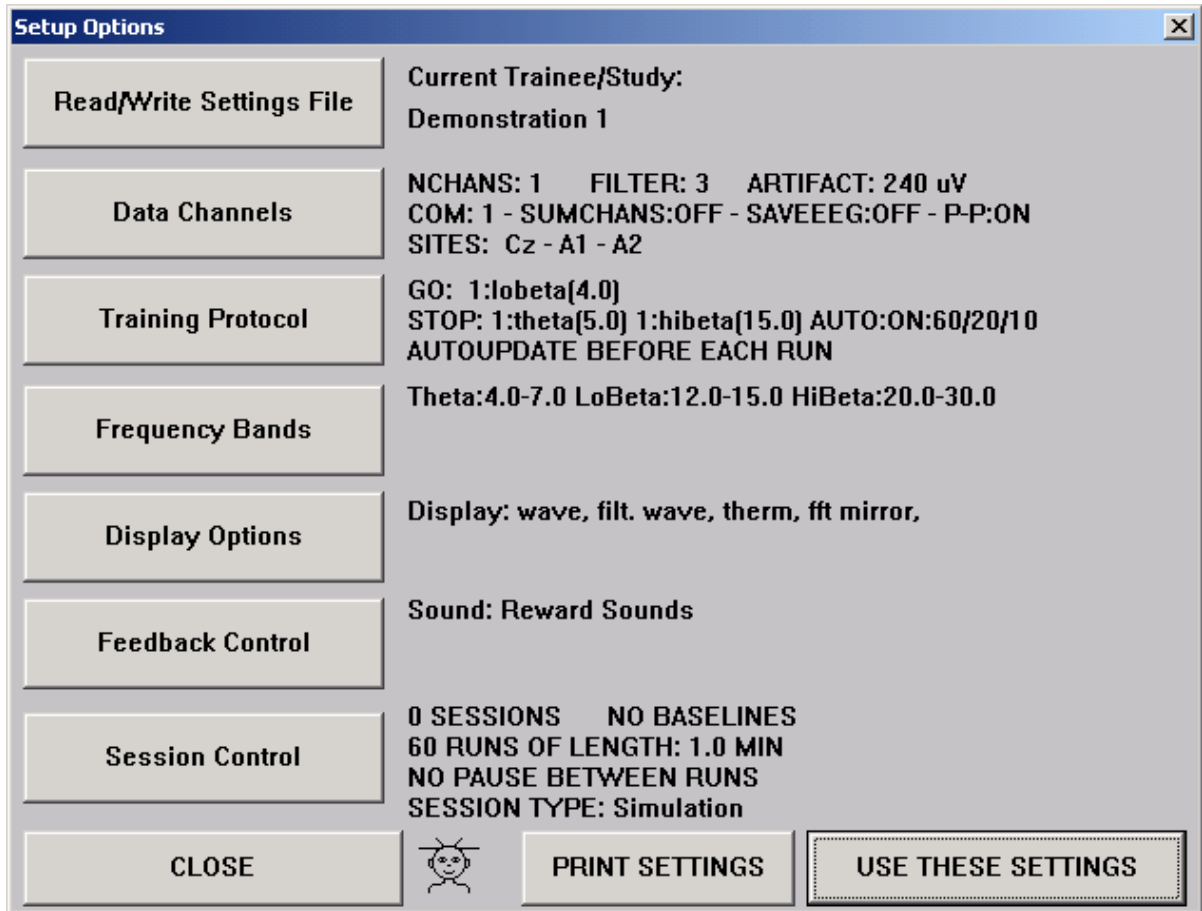 Setup Options
Read/Write Settings File
Current Trainee/Study:
Demonstration 1
Data Channels
NCHANS: 1 FILTER: 3 ARTIFACT: 240 uV
COM: 1 - SUMCHANS:OFF - SAVEEEG:OFF - P-P:ON
SITES: Cz - A1 - A2
Training Protocol
GO: 1:lobeta(4.0)
STOP: 1:theta(5.0) 1:hibeta(15.0) AUTO:ON:60/20/10
AUTOUPDATE BEFORE EACH RUN
Frequency Bands
Theta:4.0-7.0 LoBeta:12.0-15.0 HiBeta:20.0-30.0
Display Options
Display: wave, filt. wave, therm, fft mirror,
Feedback Control
Sound: Reward Sounds
Session Control
0 SESSIONS NO BASELINES
60 RUNS OF LENGTH: 1.0 MIN
NO PAUSE BETWEEN RUNS
SESSION TYPE: Simulation
CLOSE
PRINT SETTINGS
USE THESE SETTINGS